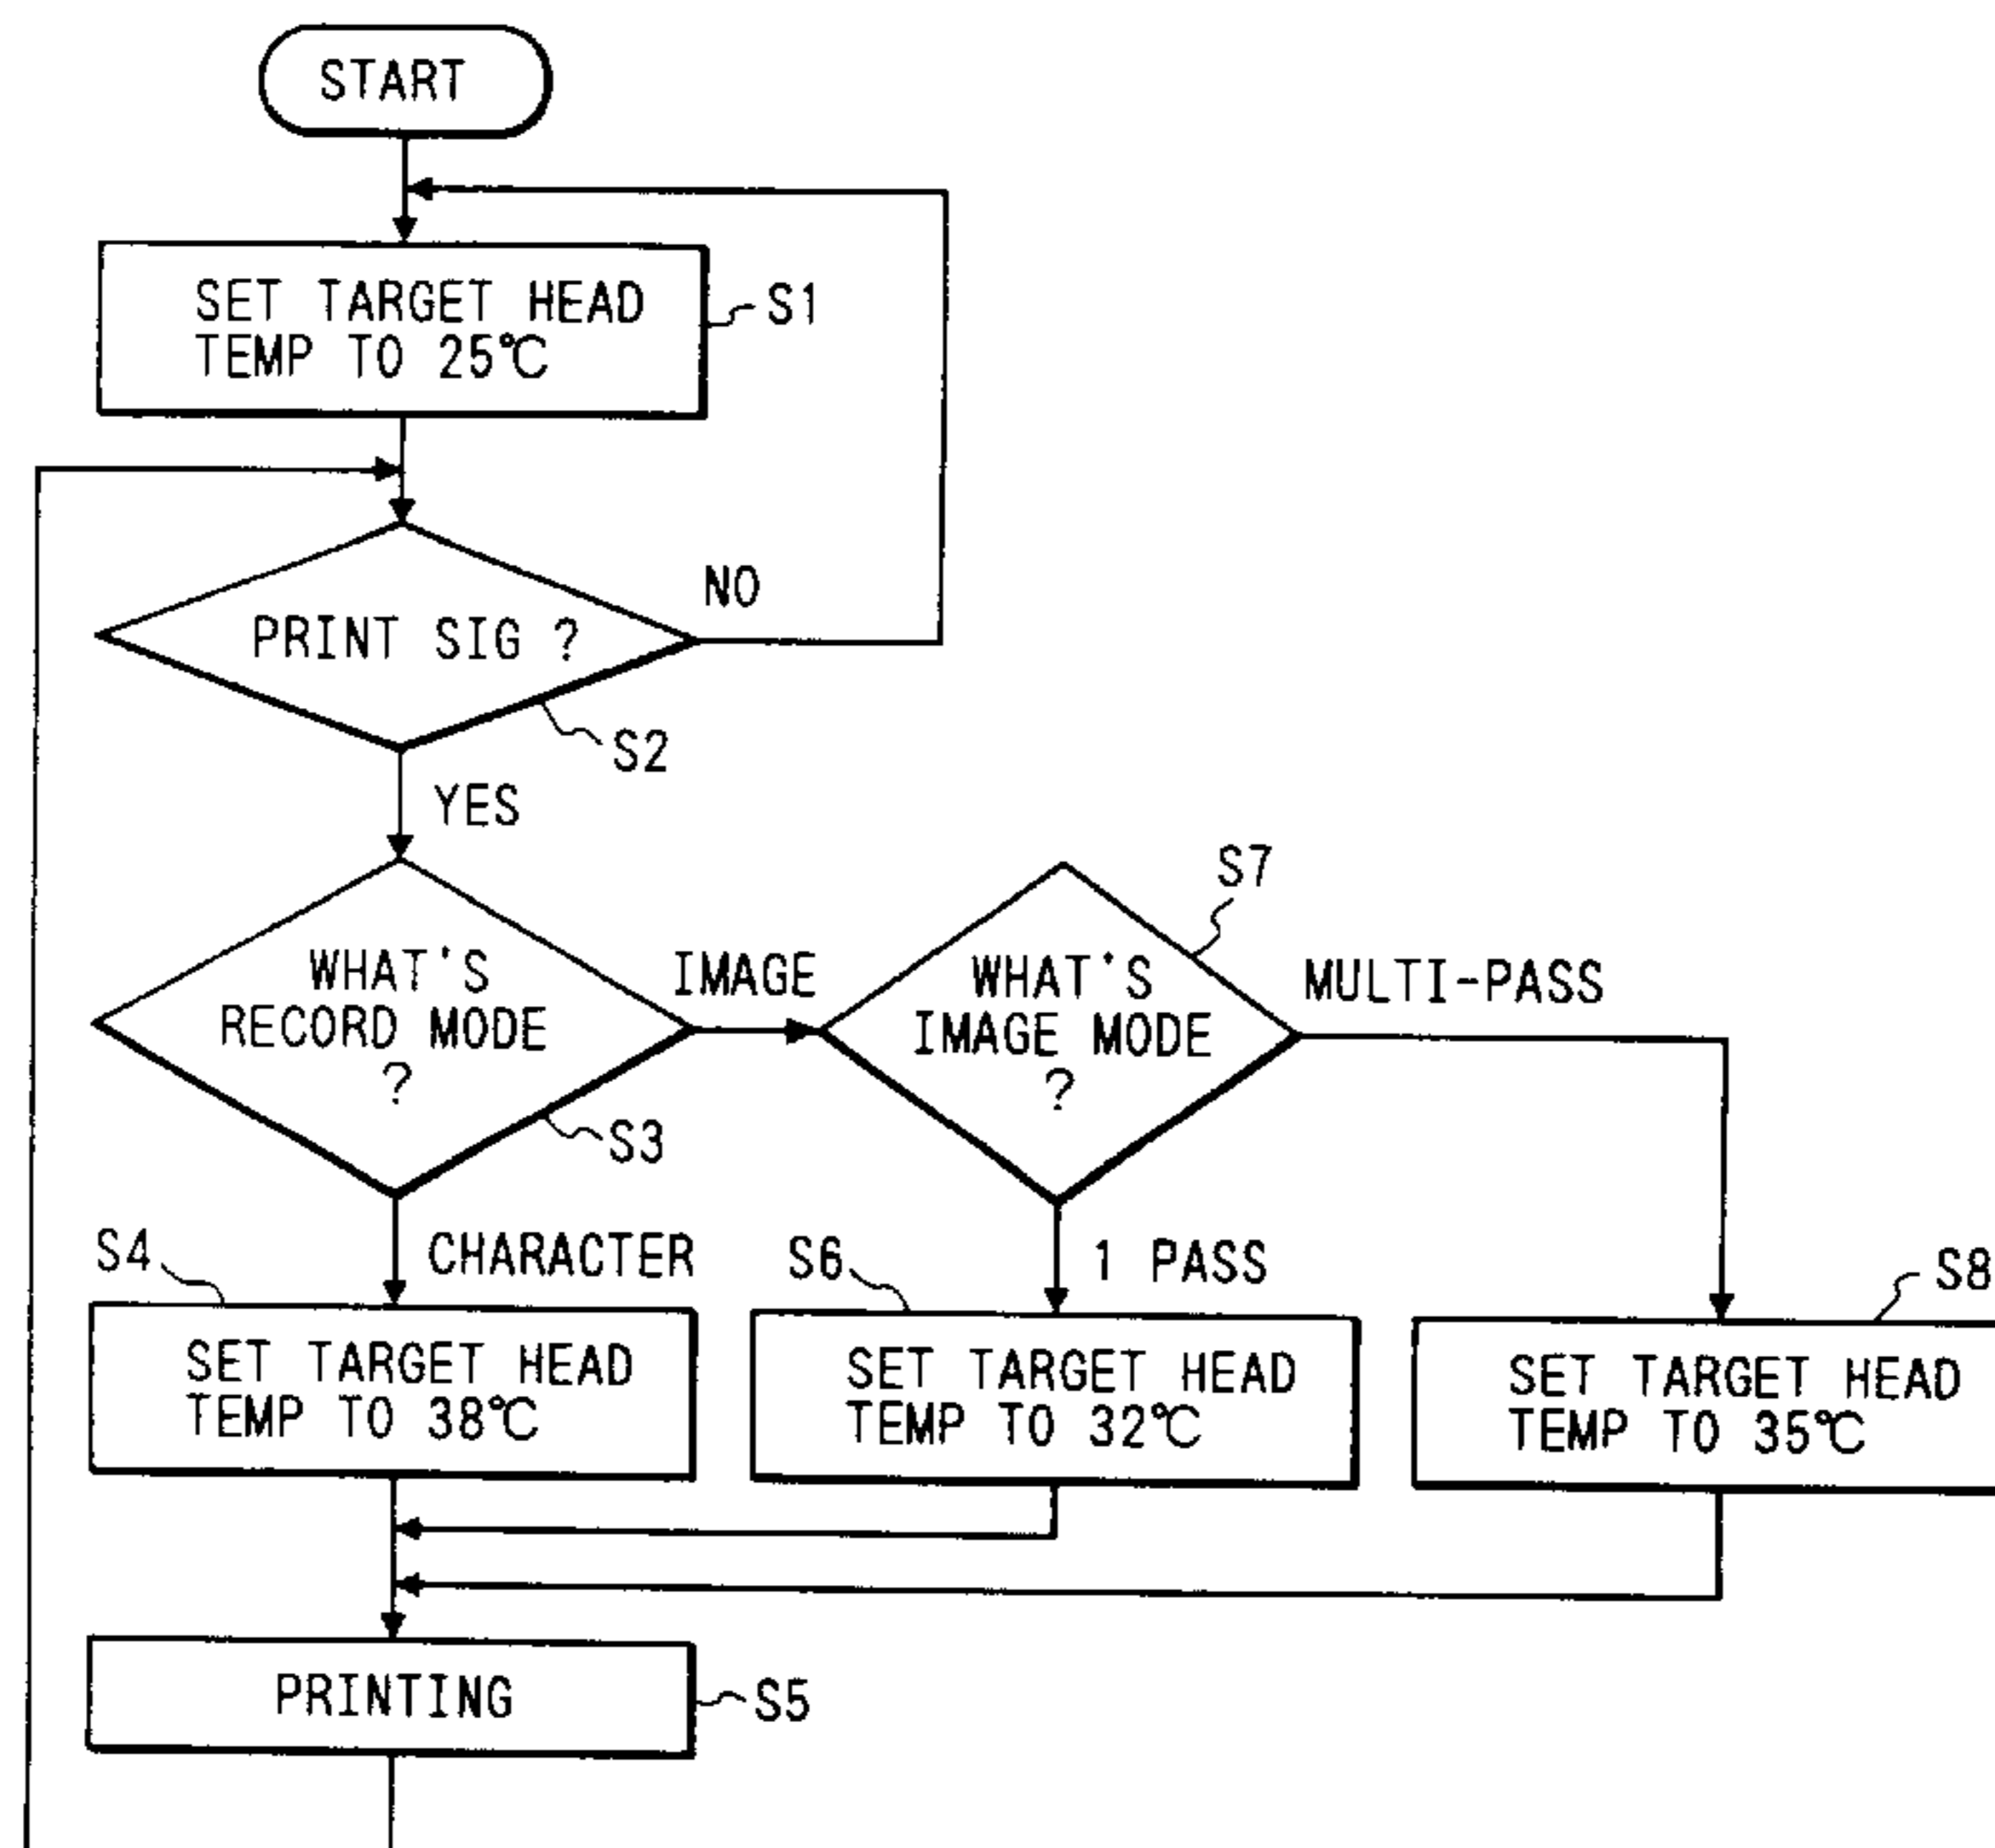 START
SET TARGET HEAD
TEMP TO 25℃
S1
PRINT SIG ?
NO
S2
YES
WHAT'S
RECORD MODE
?
S3
IMAGE
WHAT'S
IMAGE MODE
?
S7
MULTI-PASS
CHARACTER
S4
SET TARGET HEAD
TEMP TO 38℃
1 PASS
S6
SET TARGET HEAD
TEMP TO 32℃
S8
SET TARGET HEAD
TEMP TO 35℃
PRINTING
S5